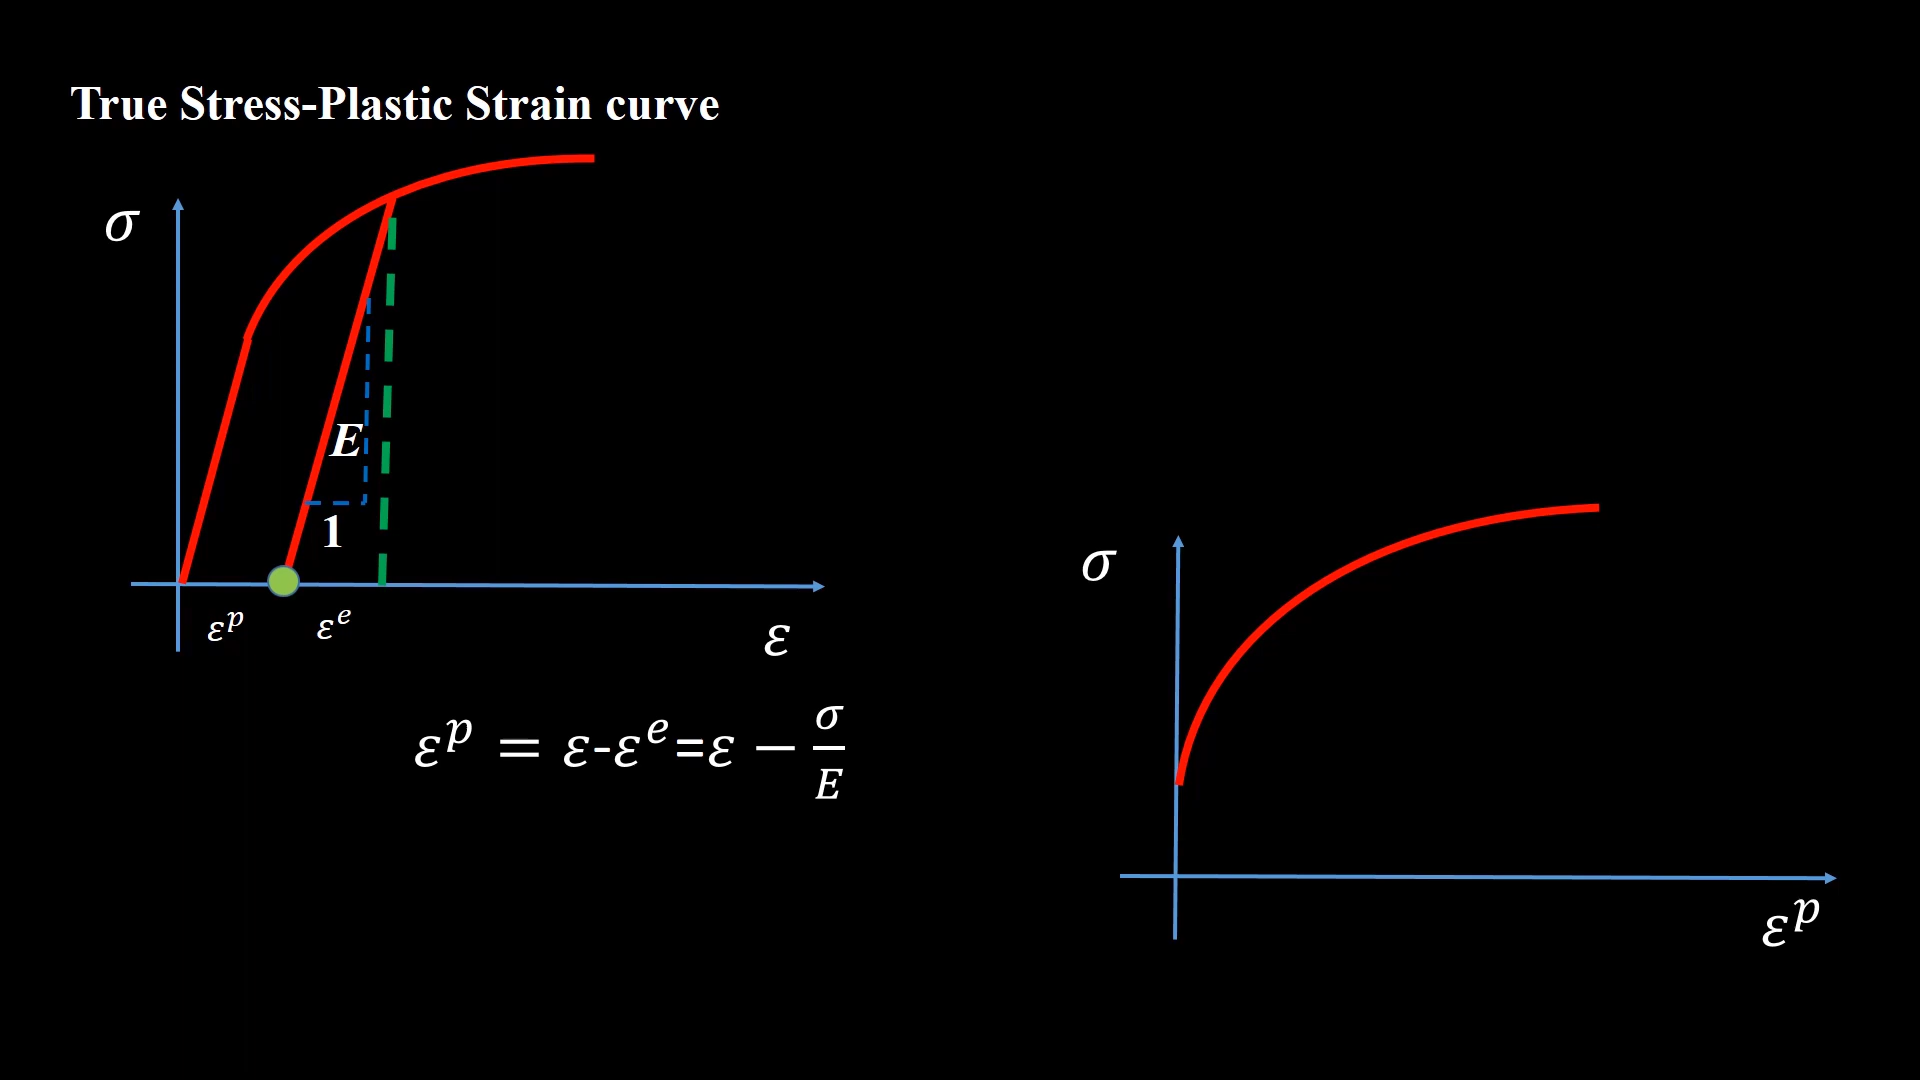 True Stress-Plastic Strain curve
σ
E
1
εᵖ εᵉ
ε
εᵖ = ε-εᵉ=ε − σ/E
σ
εᵖ